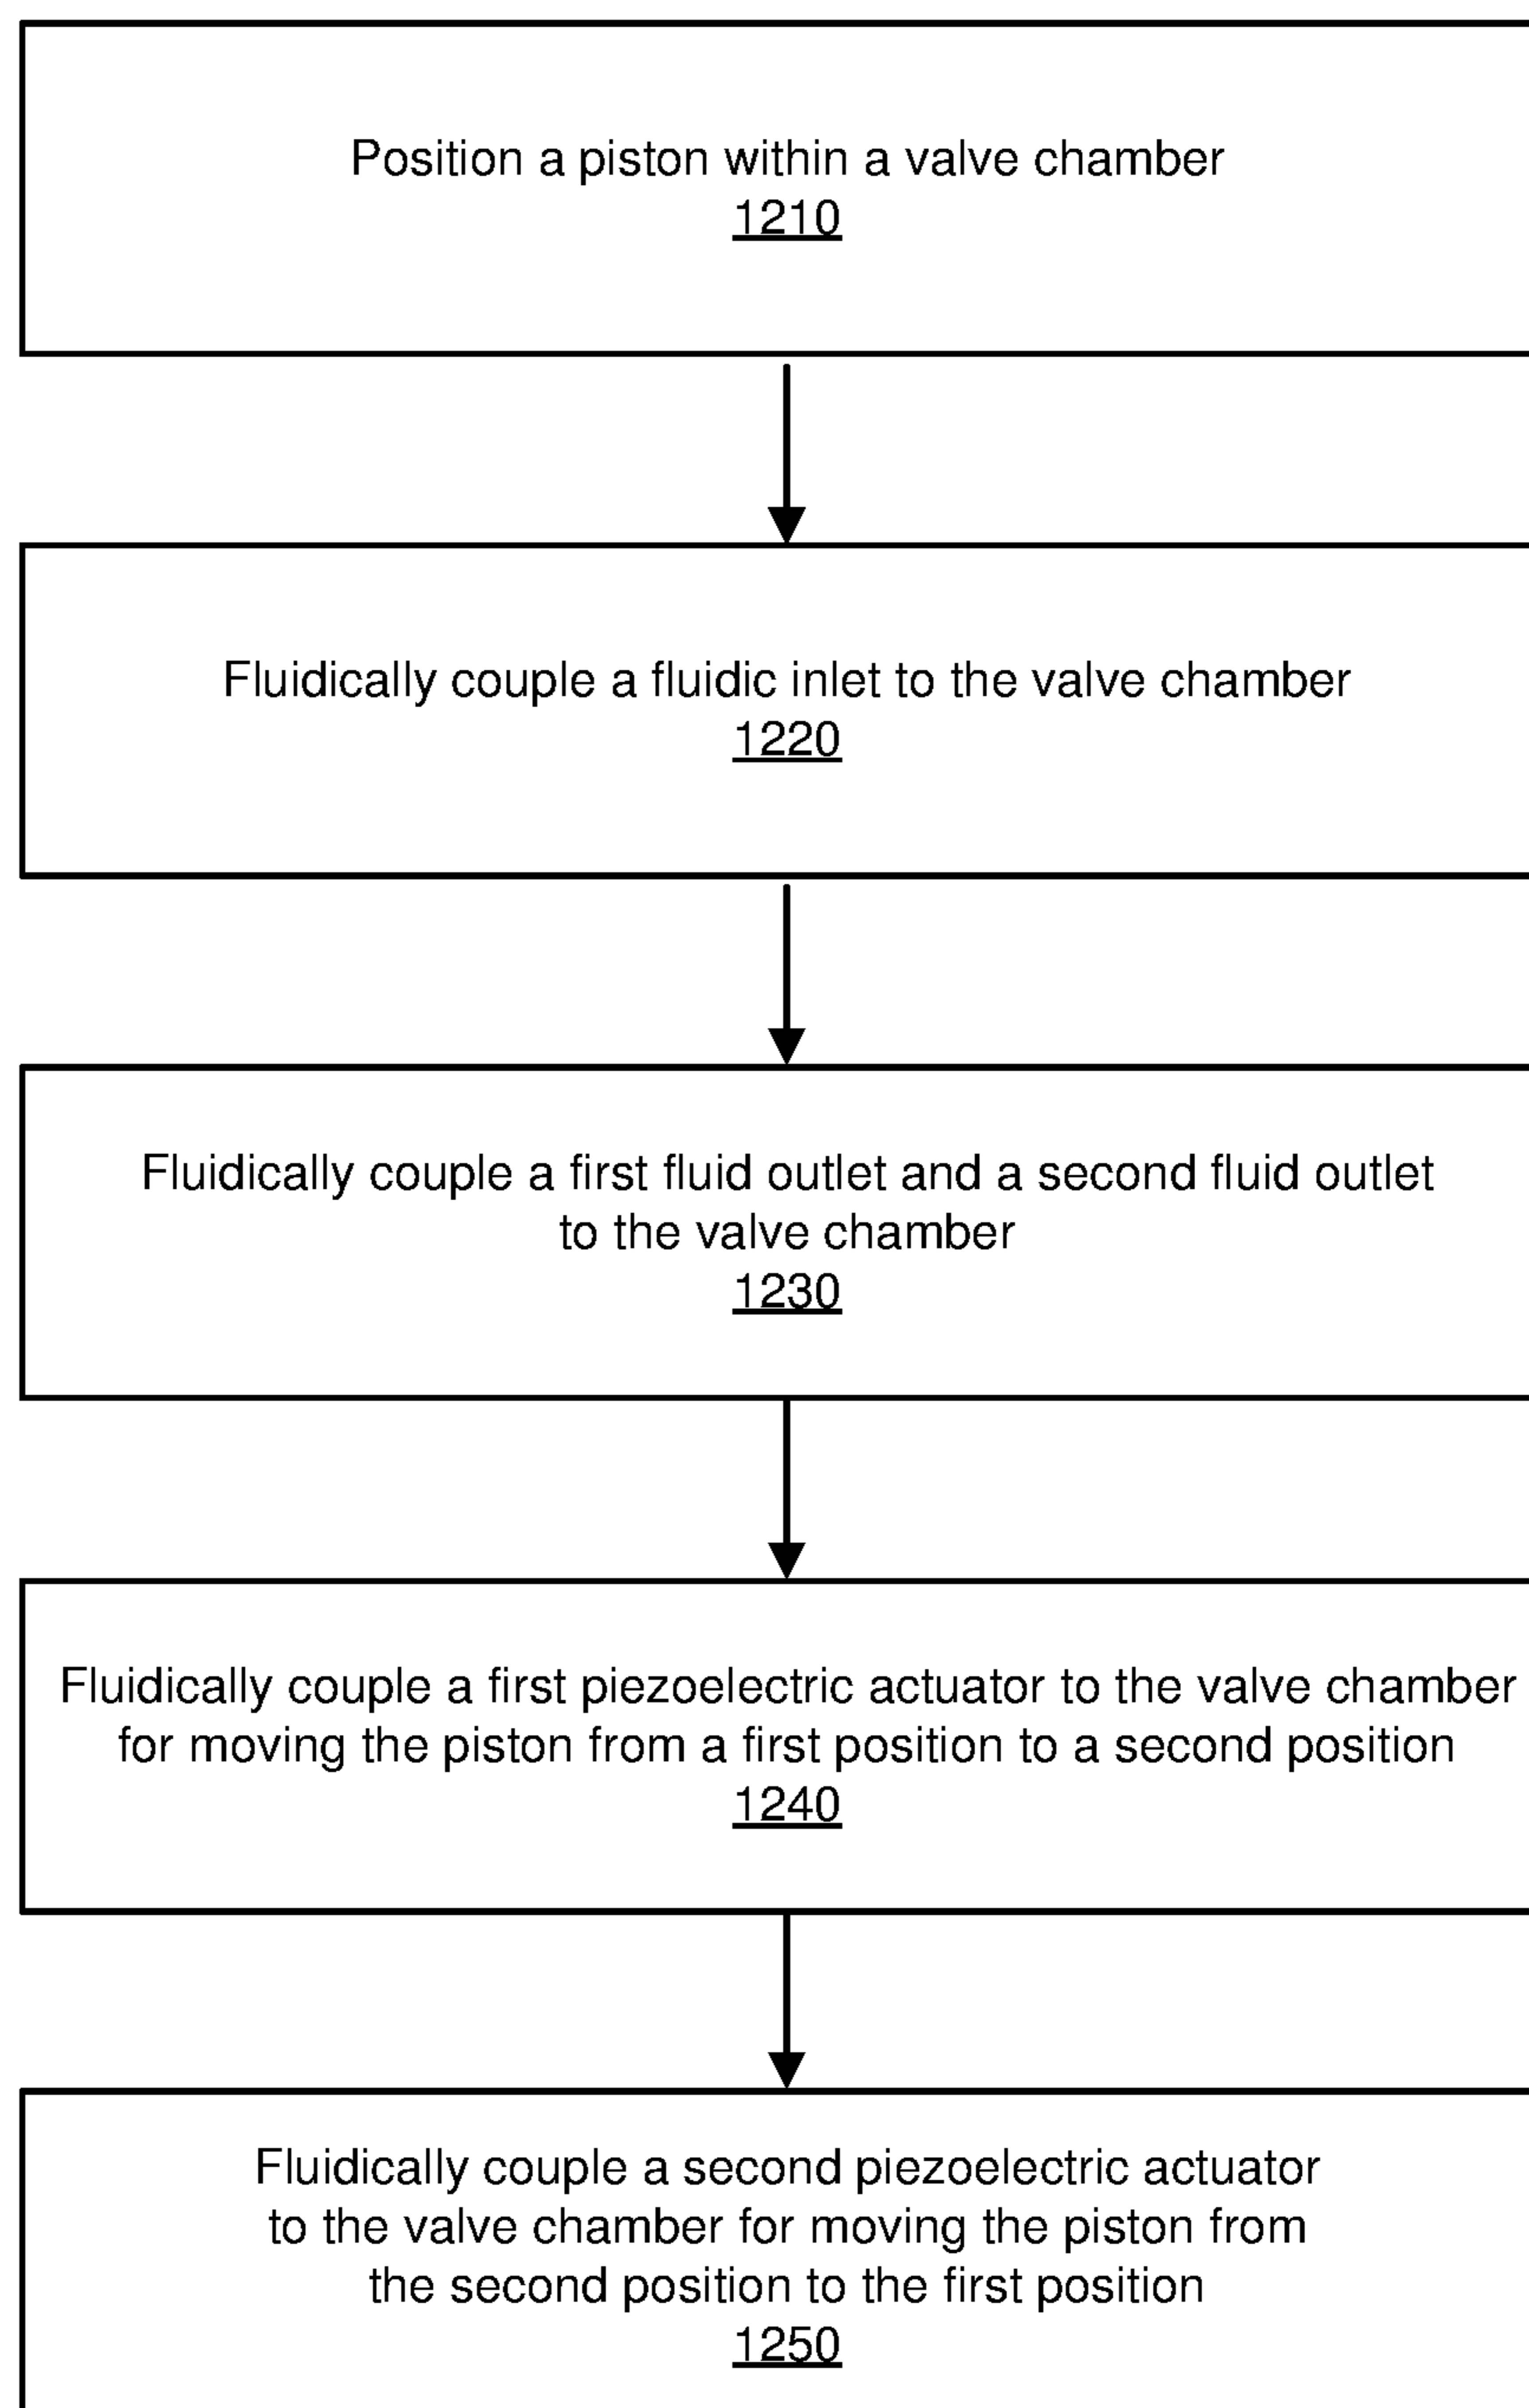 Position a piston within a valve chamber
1210
Fluidically couple a fluidic inlet to the valve chamber
1220
Fluidically couple a first fluid outlet and a second fluid outlet
to the valve chamber
1230
Fluidically couple a first piezoelectric actuator to the valve chamber
for moving the piston from a first position to a second position
1240
Fluidically couple a second piezoelectric actuator
to the valve chamber for moving the piston from
the second position to the first position
1250